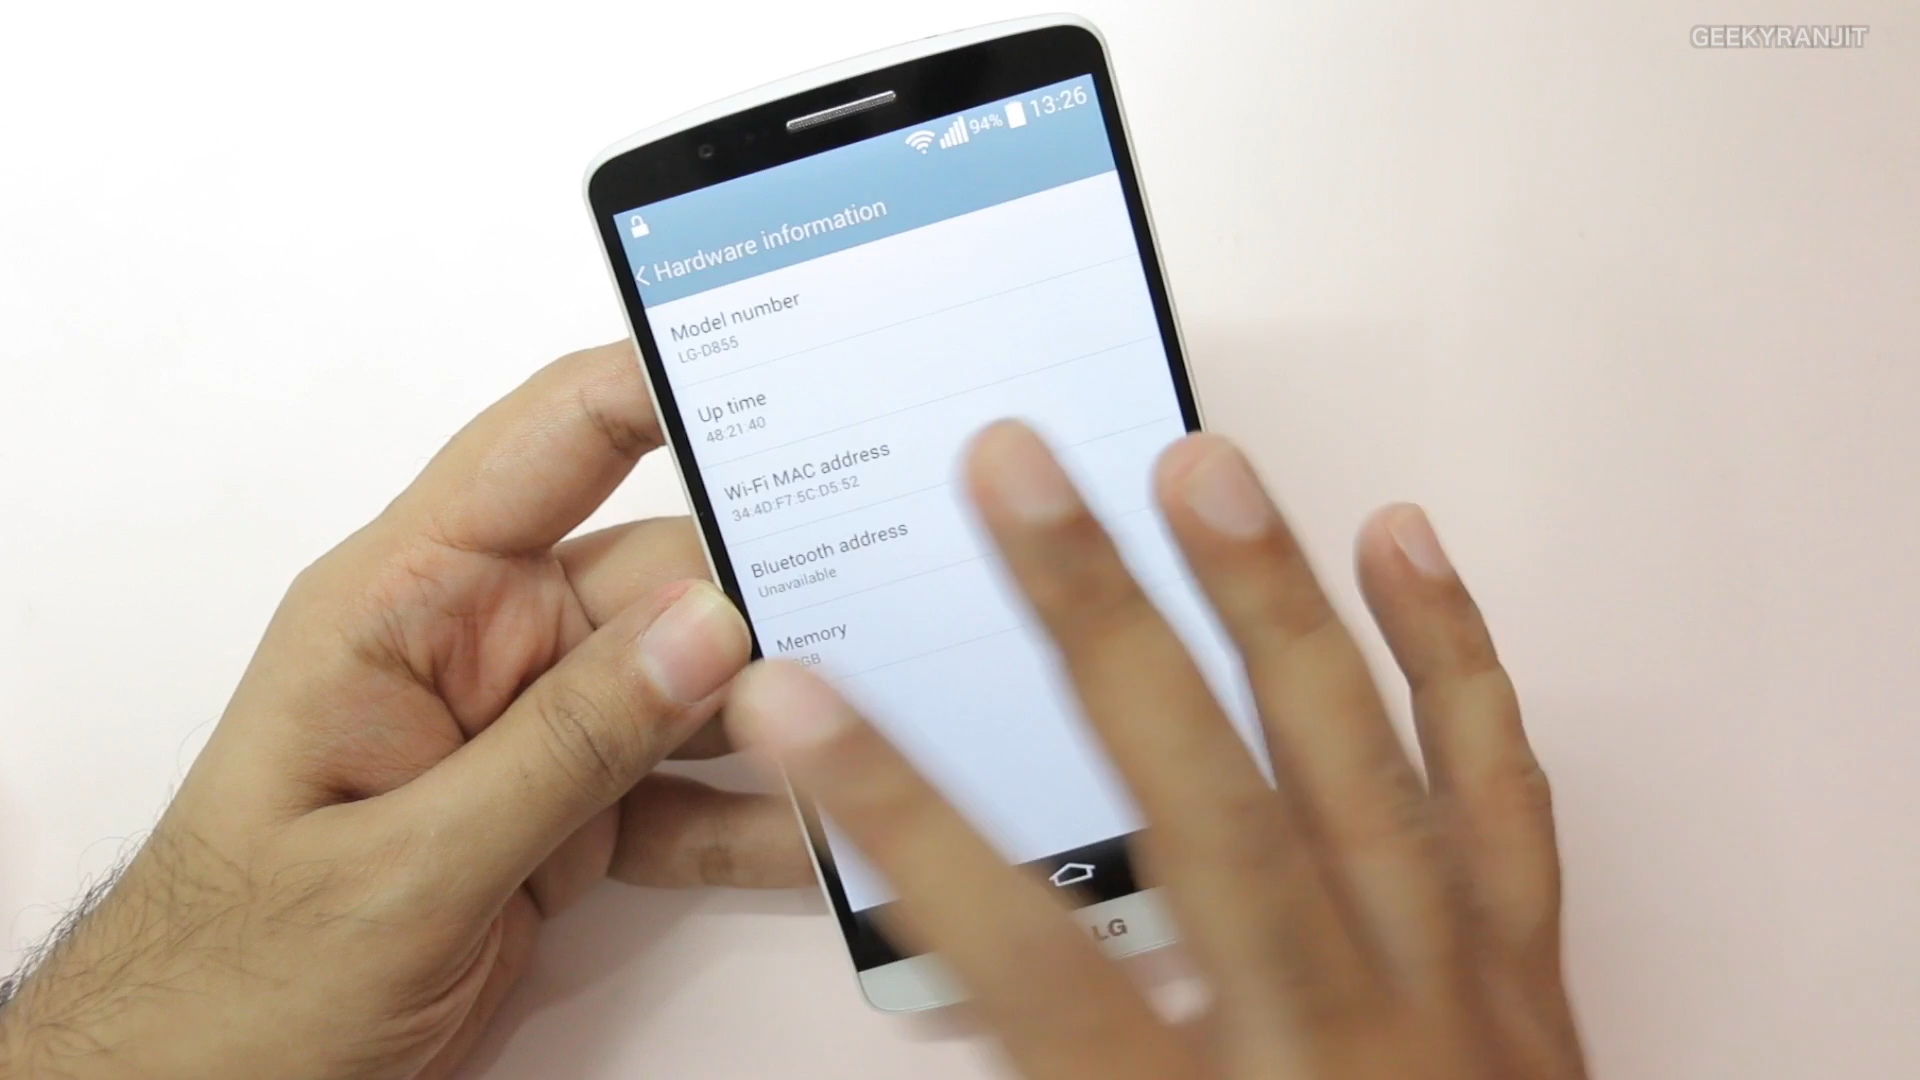 GEEKYRANJIT
94% 13:26
Hardware information
Model number
LG-D855
Up time
48:21:40
Wi-Fi MAC address
34:4D:F7:5C:D5:52
Bluetooth address
Unavailable
Memory
LG